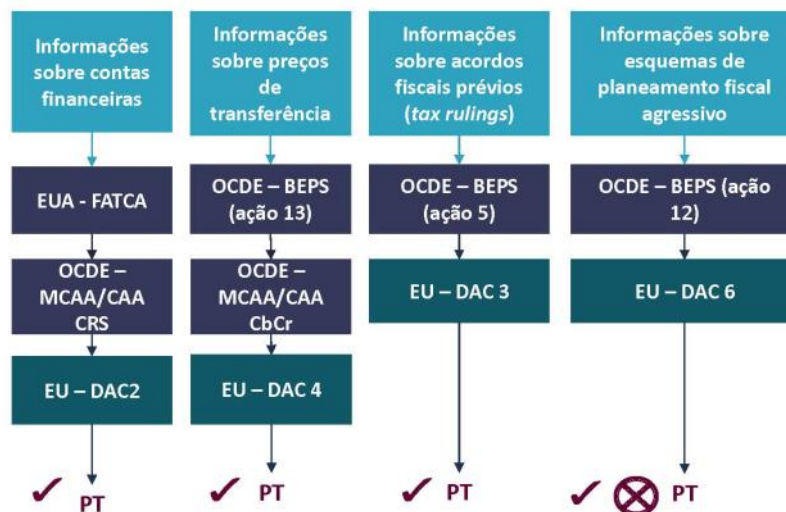 Informações
sobre contas
financeiras
EUA - FATCA
OCDE –
MCAA/CAA
CRS
EU – DAC2
PT
Informações
sobre preços
de
transferência
OCDE – BEPS
(ação 13)
OCDE –
MCAA/CAA
CbCr
EU – DAC 4
PT
Informações
sobre acordos
fiscais prévios
(tax rulings)
OCDE – BEPS
(ação 5)
EU – DAC 3
PT
Informações sobre
esquemas de
planeamento fiscal
agressivo
OCDE – BEPS (ação
12)
EU – DAC 6
PT